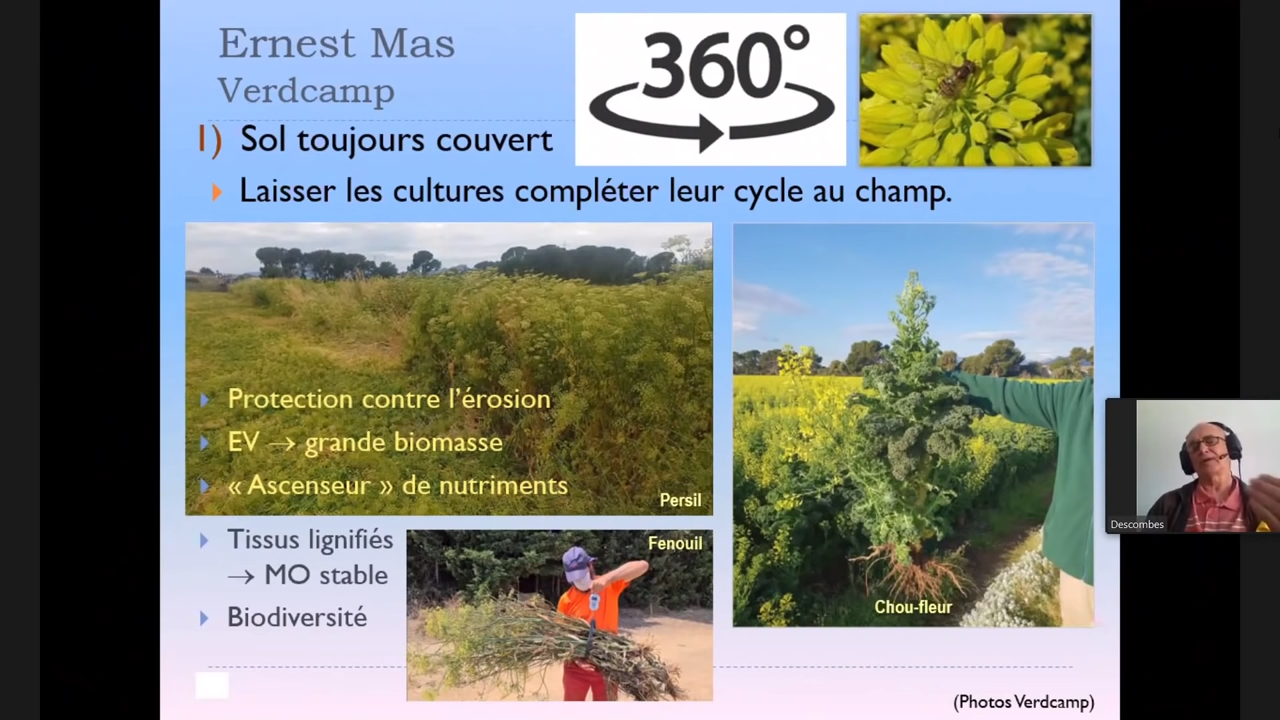 Ernest Mas
Verdcamp
360°
1) Sol toujours couvert
Laisser les cultures compléter leur cycle au champ.
Protection contre l'érosion
EV → grande biomasse
« Ascenseur » de nutriments
Persil
Tissus lignifiés
→ MO stable
Biodiversité
Fenouil
Chou-fleur
Descombes
(Photos Verdcamp)